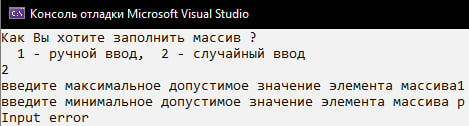 Консоль отладки Microsoft Visual Studio
Как Вы хотите заполнить массив ?
1 - ручной ввод,  2 - случайный ввод
2
введите максимальное допустимое значение элемента массива1
введите минимальное допустимое значение элемента массива p
Input error